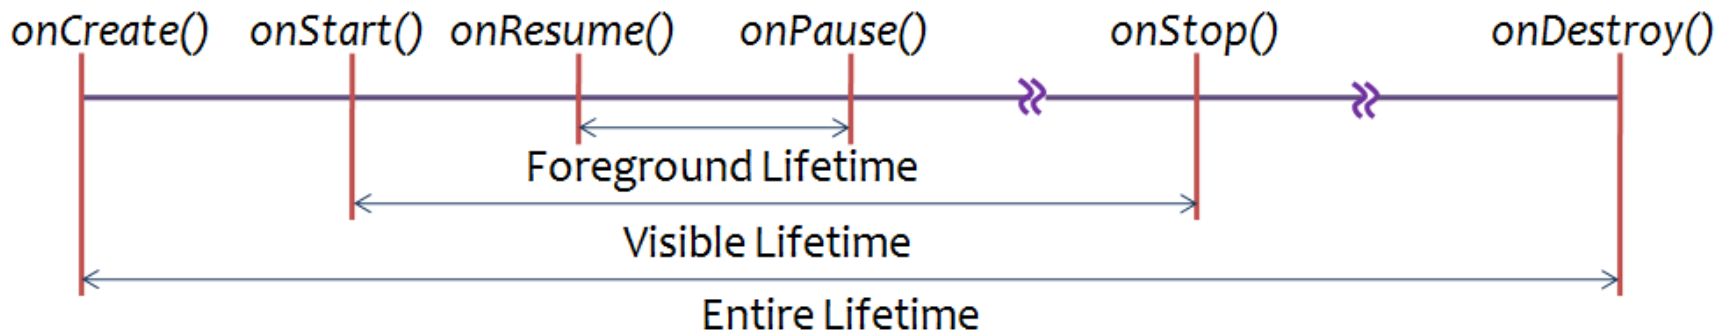 onCreate() onStart() onResume() onPause() onStop() onDestroy()
Foreground Lifetime
Visible Lifetime
Entire Lifetime